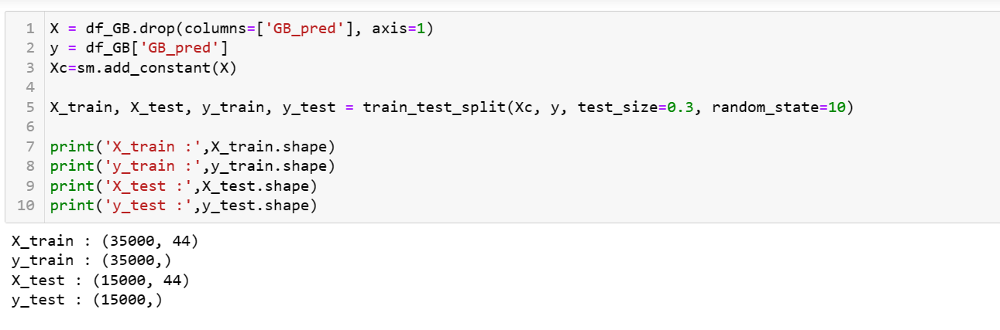 1 X = df_GB.drop(columns=['GB_pred'], axis=1)
2 y = df_GB['GB_pred']
3 Xc=sm.add_constant(X)
4
5 X_train, X_test, y_train, y_test = train_test_split(Xc, y, test_size=0.3, random_state=10)
6
7 print('X_train :',X_train.shape)
8 print('y_train :',y_train.shape)
9 print('X_test :',X_test.shape)
10 print('y_test :',y_test.shape)
X_train : (35000, 44)
y_train : (35000,)
X_test : (15000, 44)
y_test : (15000,)